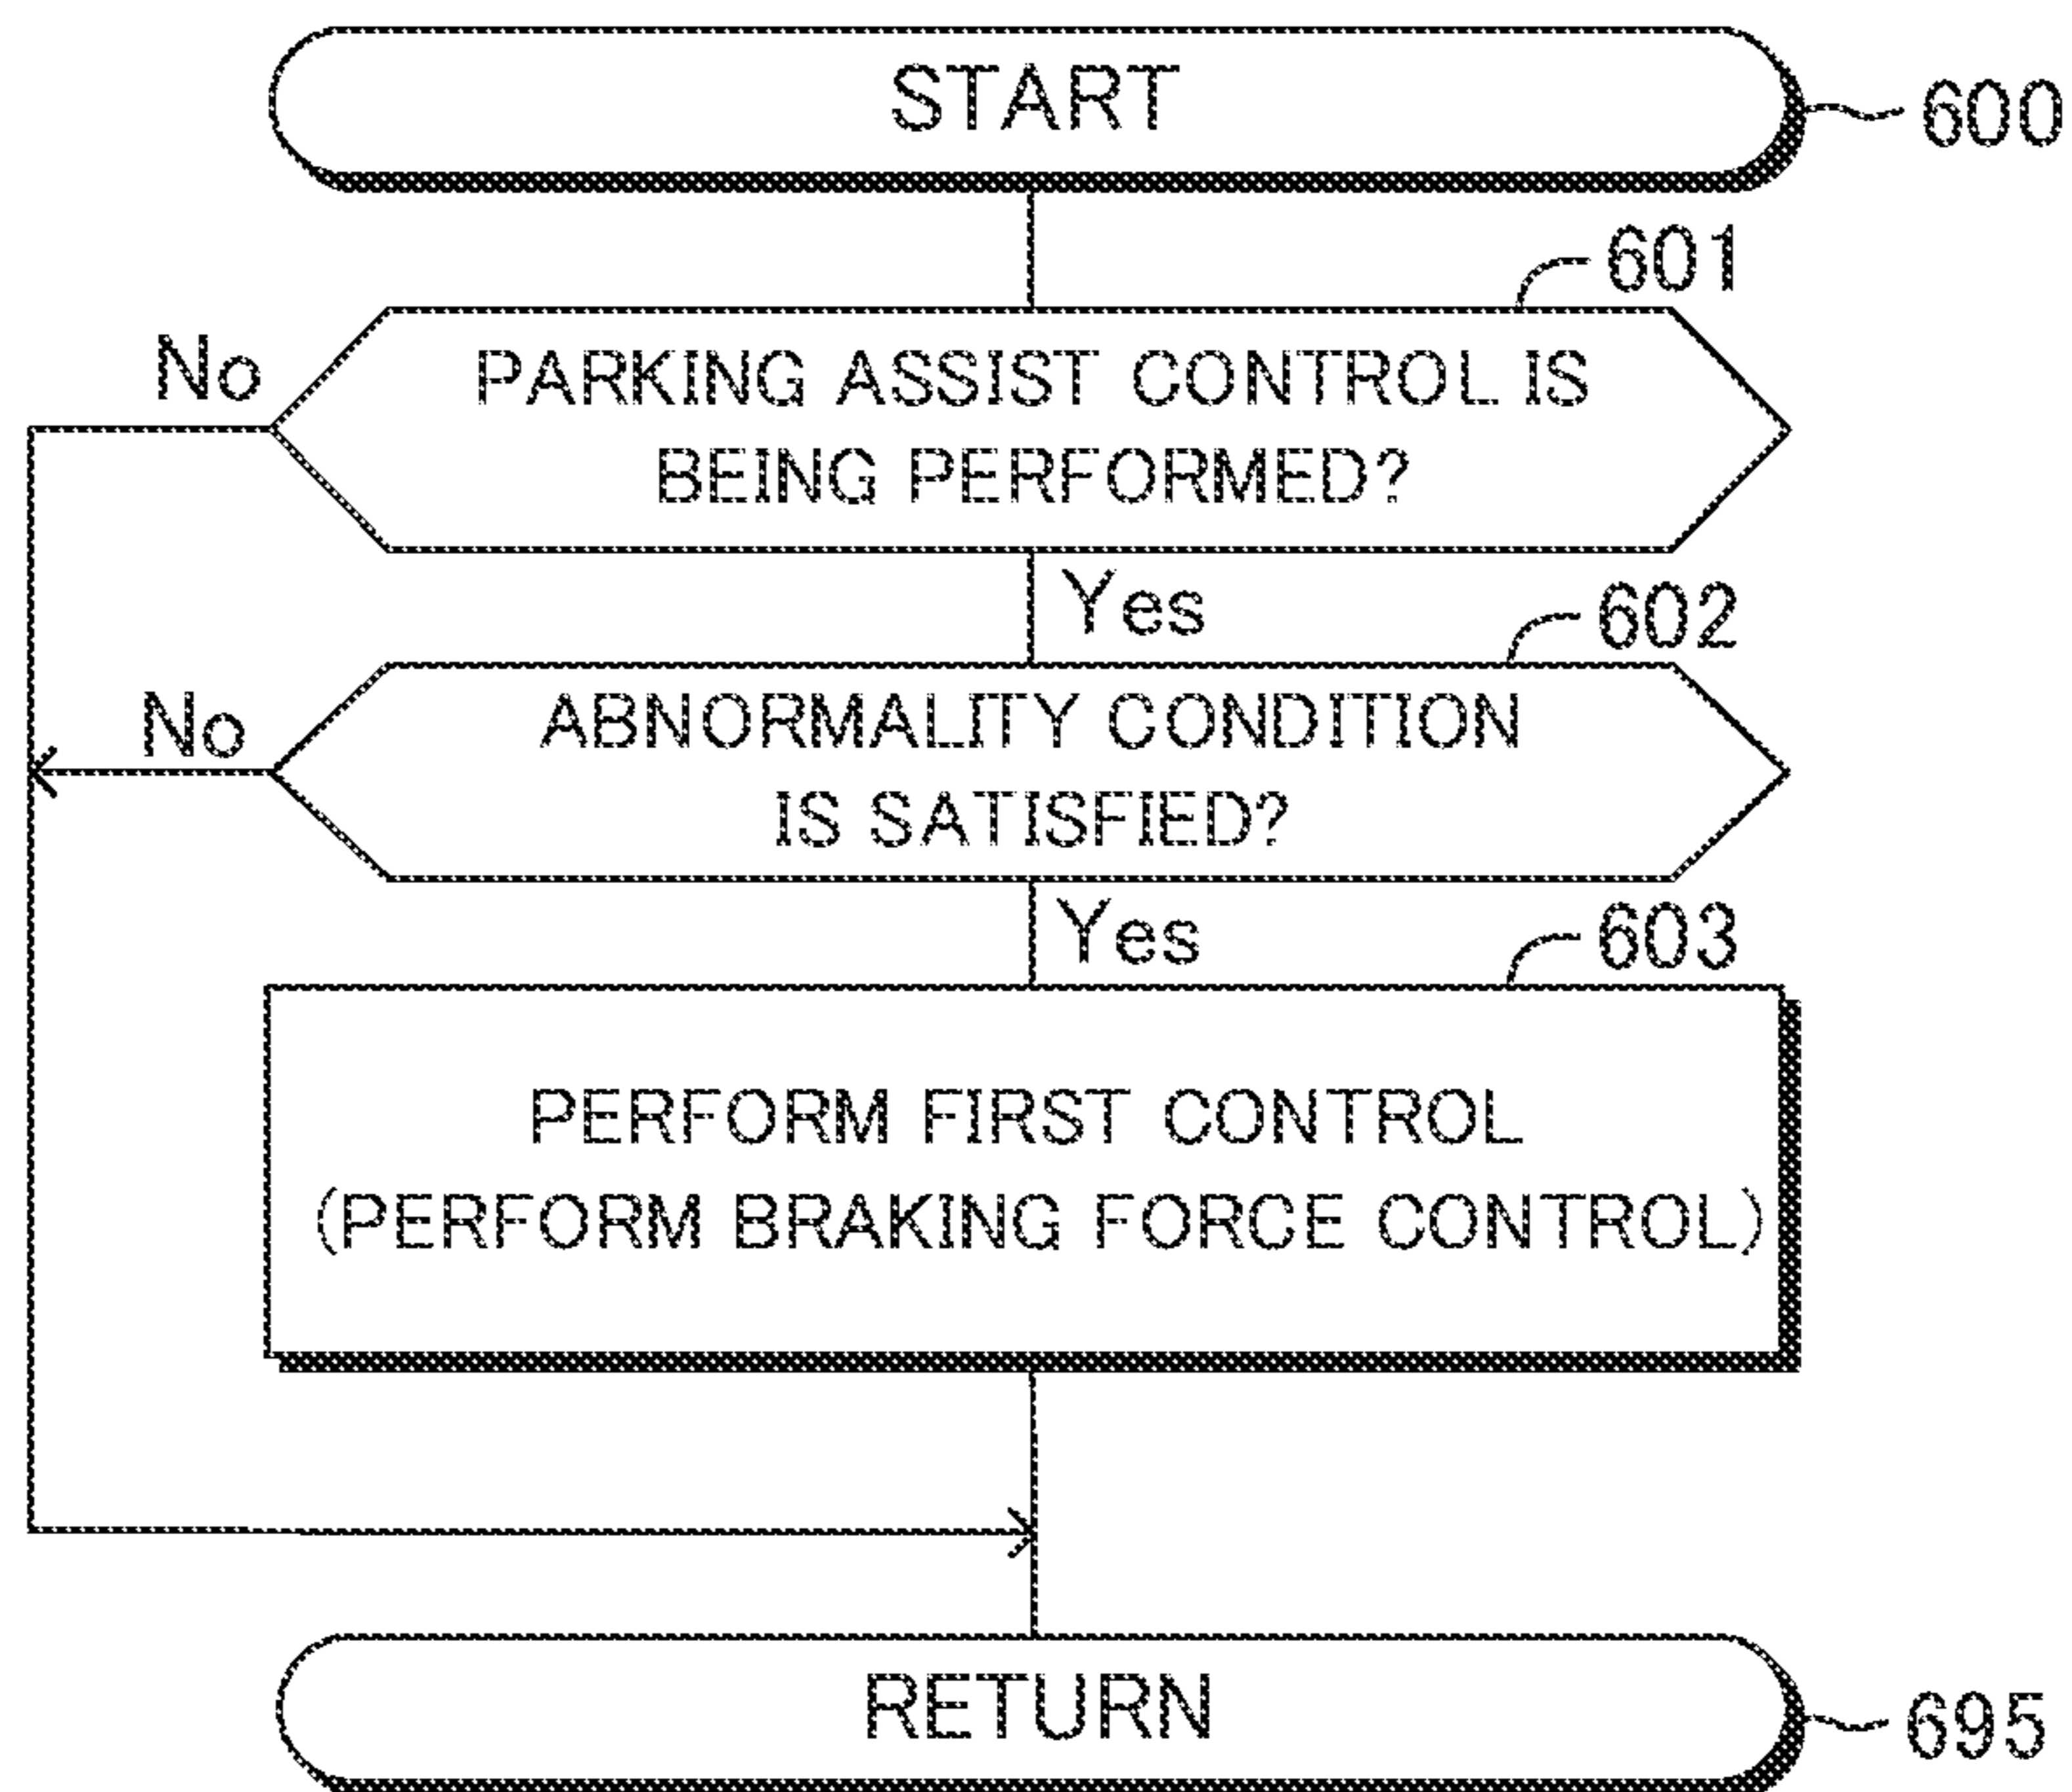 START
600
601
No
PARKING ASSIST CONTROL IS
BEING PERFORMED?
Yes
602
No
ABNORMALITY CONDITION
IS SATISFIED?
Yes
603
PERFORM FIRST CONTROL
(PERFORM BRAKING FORCE CONTROL)
RETURN
695